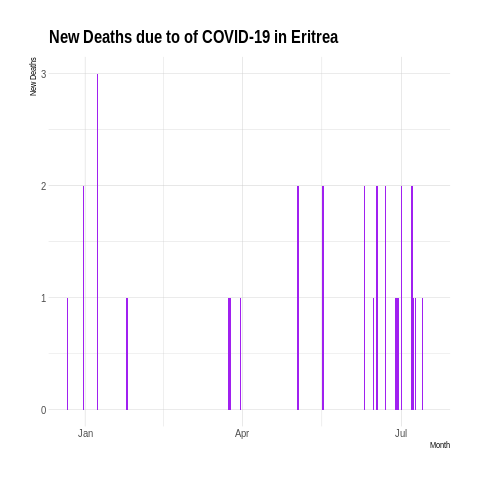 New Deaths due to of COVID-19 in Eritrea
New Deaths
3
2
1
0
Jan
Apr
Jul
Month